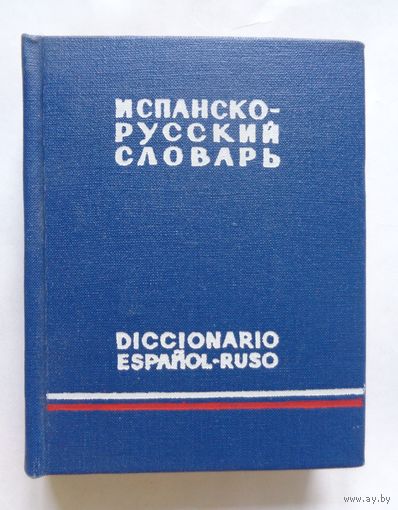 ИСПАНСКО-
РУССКИЙ
СЛОВАРЬ
DICCIONARIO
ESPAÑOL-RUSO
www.ay.by